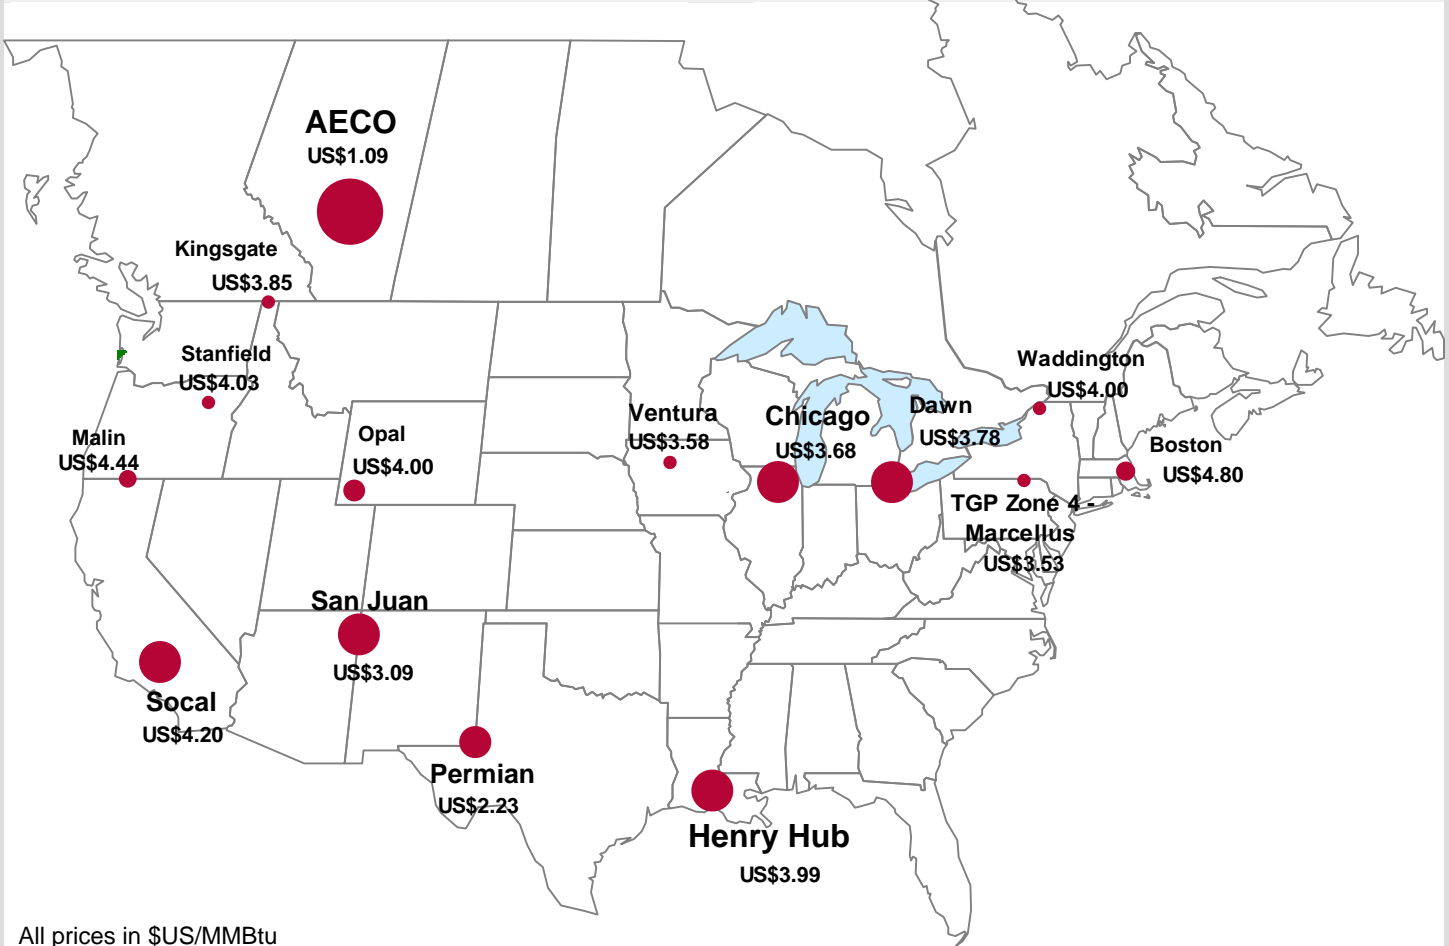 AECO
US$1.09
Kingsgate
US$3.85
Stanfield
US$4.03
Waddington
US$4.00
Malin
US$4.44
Opal
US$4.00
Ventura
US$3.58
Chicago
US$3.68
Dawn
US$3.78
Boston
US$4.80
TGP Zone 4 -
Marcellus
US$3.53
San Juan
US$3.09
Socal
US$4.20
Permian
US$2.23
Henry Hub
US$3.99
All prices in $US/MMBtu